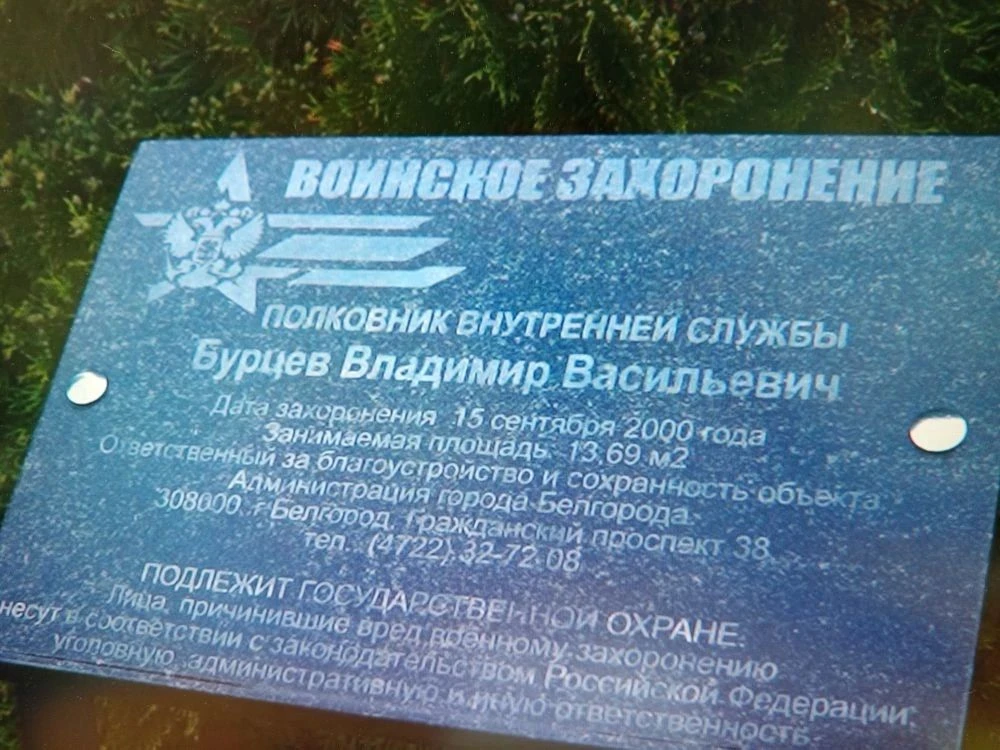 ВОИНСКОЕ ЗАХОРОНЕНИЕ
ПОЛКОВНИК ВНУТРЕННЕЙ СЛУЖБЫ
Бурцев Владимир Васильевич
Дата захоронения 15 сентября 2000 года
Занимаемая площадь 13,69 м2
Ответственный за благоустройство и сохранность объекта
Администрация города Белгорода.
308000, г.Белгород, Гражданский проспект 38
тел. (4722) 32-72-08
ПОДЛЕЖИТ ГОСУДАРСТВЕННОЙ ОХРАНЕ.
Лица, причинившие вред военному захоронению
несут в соответствии с законодательством Российской Федерации
уголовную, административную и иную ответственность.